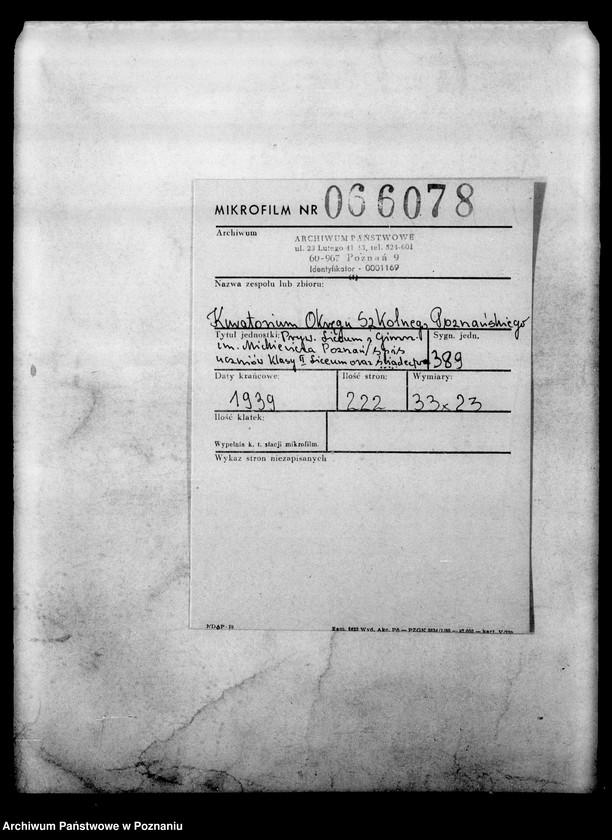 MIKROFILM NR 066078
Archiwum
ARCHIWUM PAŃSTWOWE
ul. 23 Lutego 41 43, tel. 524-601
60-967 Poznań 9
Identyfikator - 0001169
Nazwa zespołu lub zbioru:
Kuratorium Okręgu Szkolnego Poznańskiego
Tytuł jednostki: Pryw. Liceum i Gimn.
im. Mickiewicza Poznań/spis
uczniów klasy II Liceum oraz
Sygn. jedn.
389
Daty krańcowe:
1939
Ilość stron:
222
Wymiary:
33x23
Ilość klatek:
Wypełnia k. t. stacji mikrofilm.
Wykaz stron niezapisanych
Archiwum Państwowe w Poznaniu